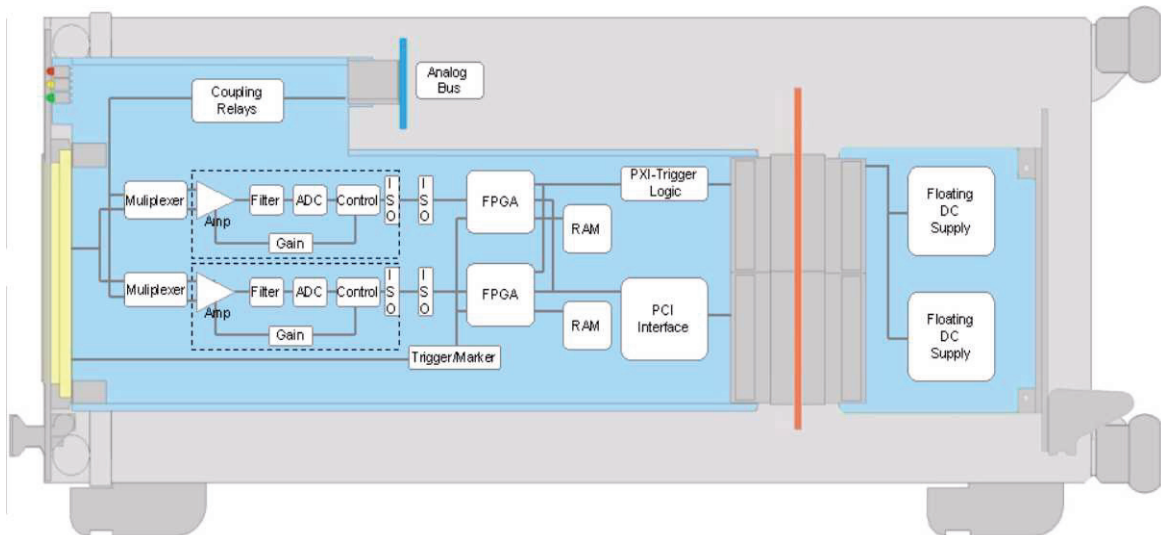 Analog
Bus
Coupling
Relays
PXI-Trigger
Logic
Muliplexer
Amp
Filter
ADC
Control
I
S
O
I
S
O
FPGA
RAM
Gain
Floating
DC
Supply
Muliplexer
Amp
Filter
ADC
Control
I
S
O
I
S
O
FPGA
RAM
Gain
PCI
Interface
Floating
DC
Supply
Trigger/Marker